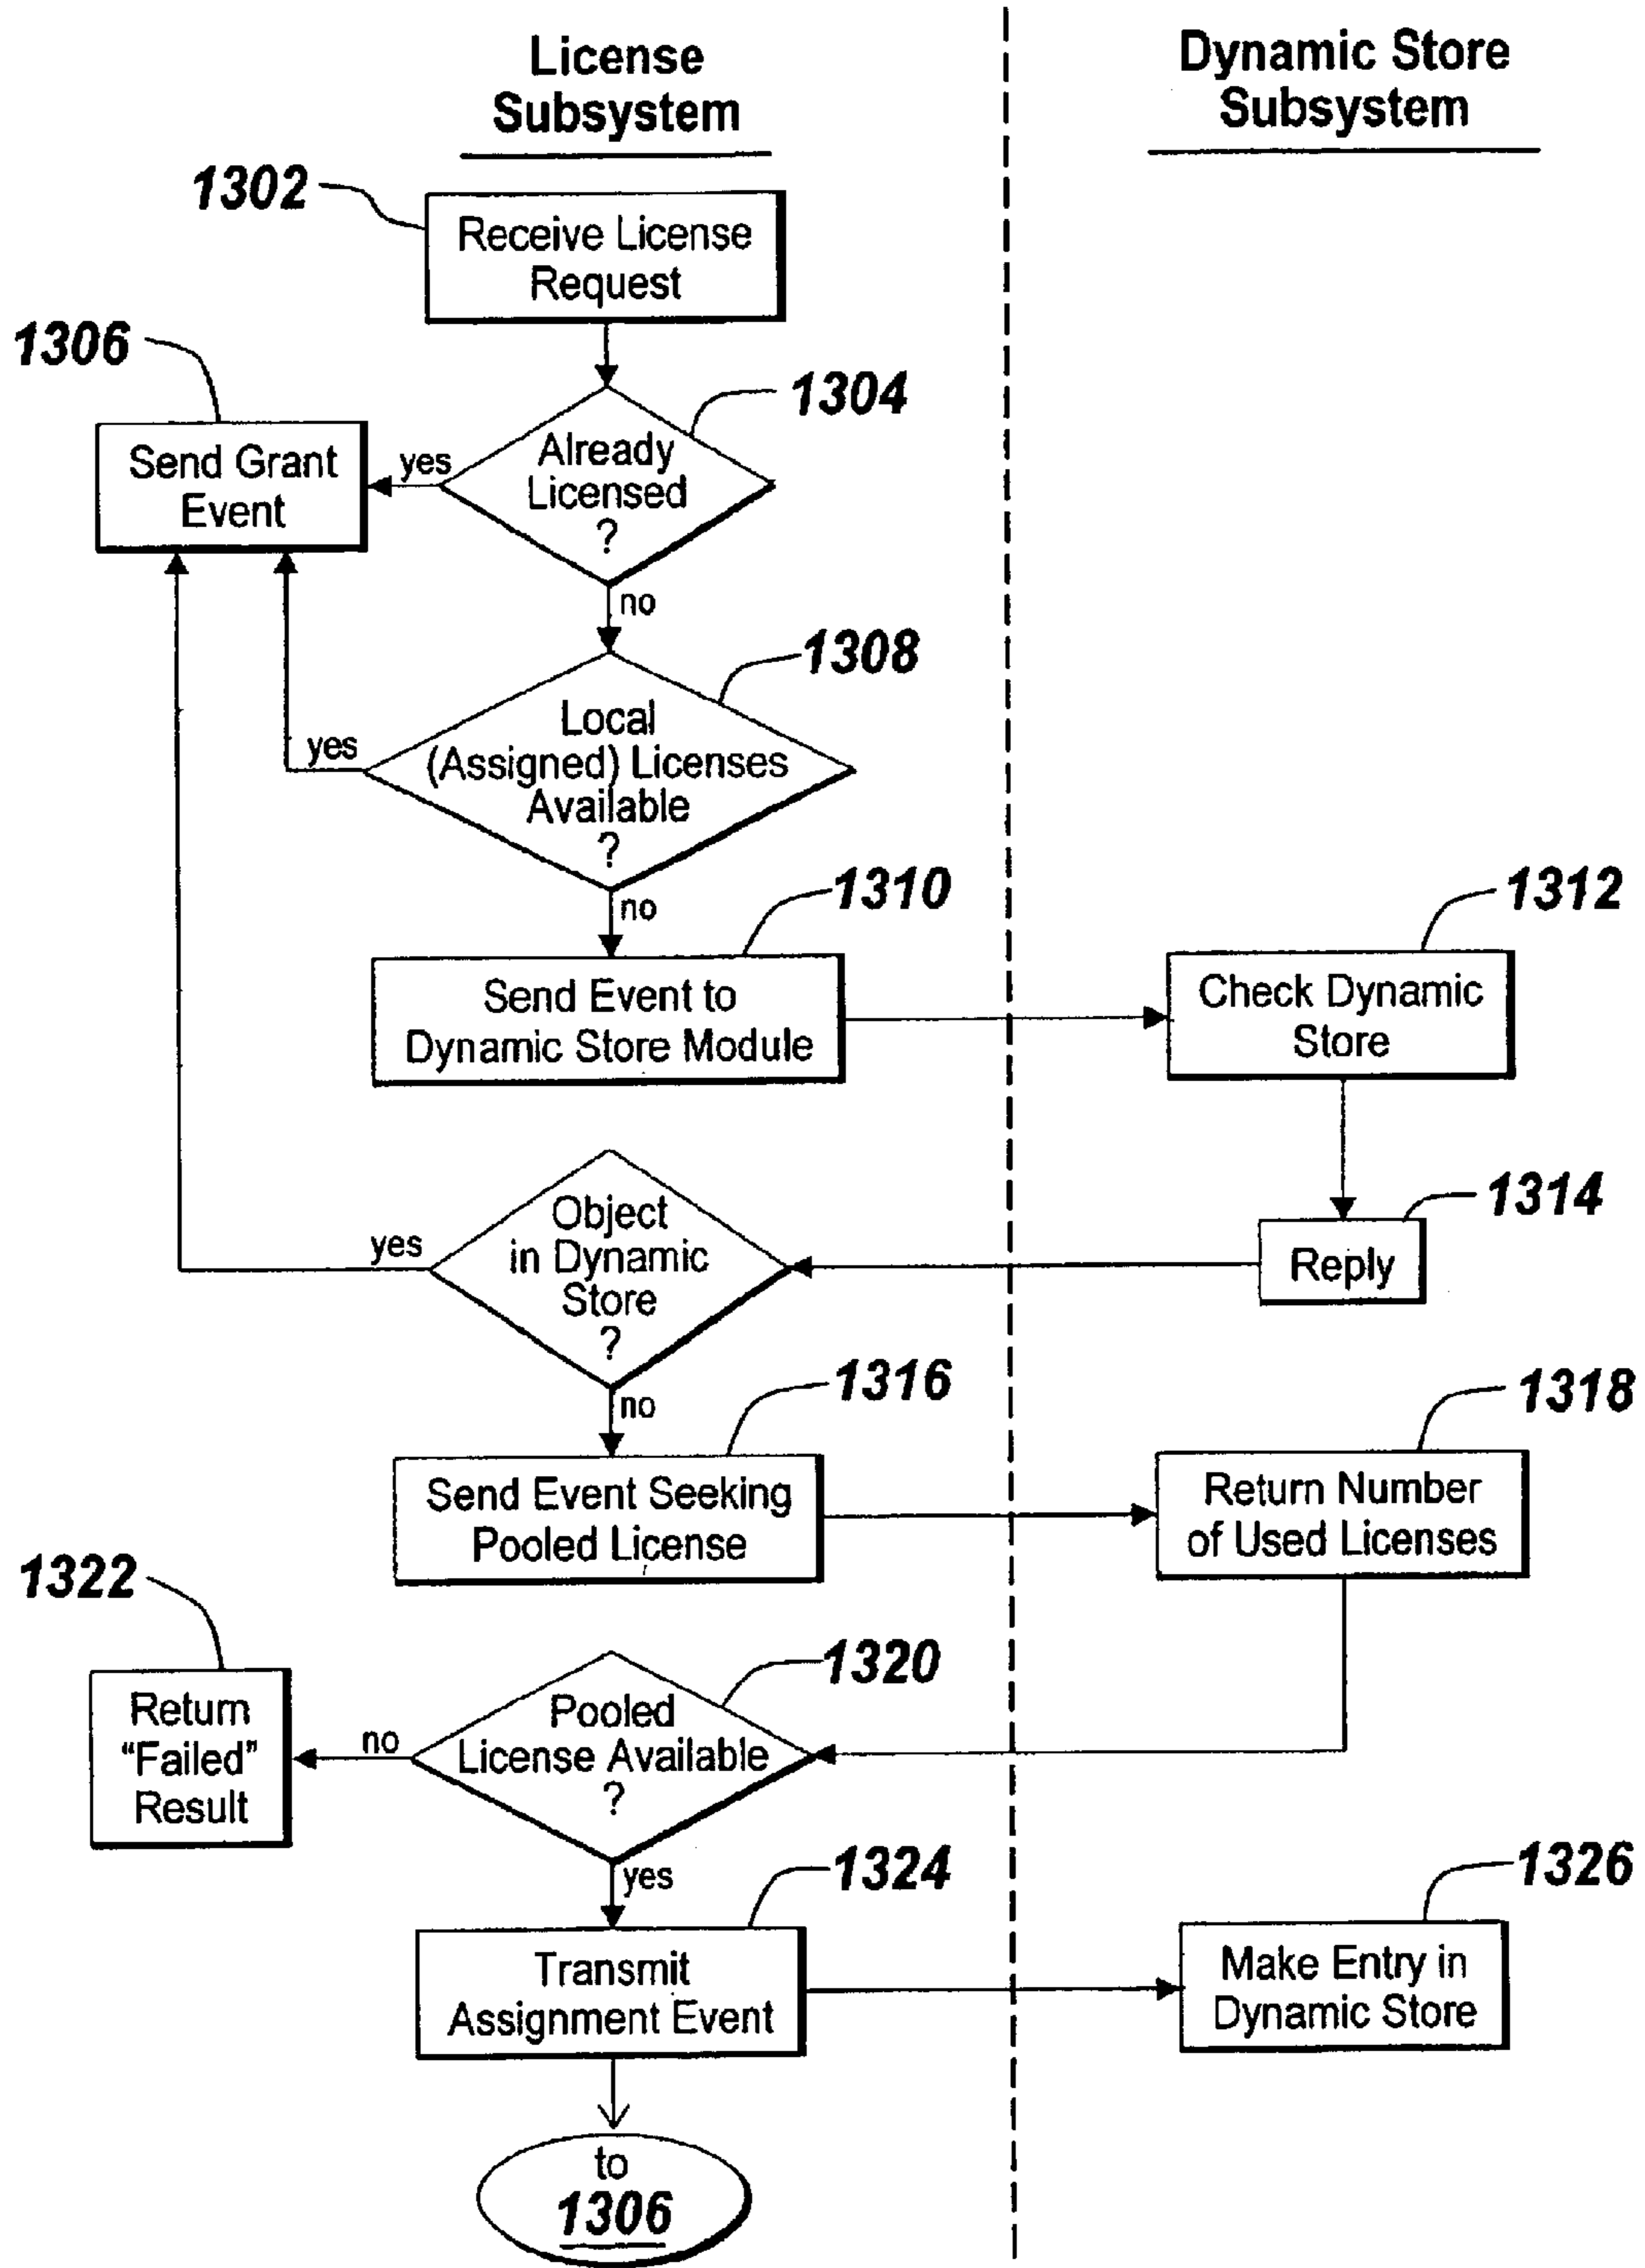 License
Subsystem
Dynamic Store
Subsystem
1302
Receive License
Request
1306
Send Grant
Event
1304
yes
Already
Licensed
?
no
1308
Local
(Assigned) Licenses
Available
?
yes
no
1310
Send Event to
Dynamic Store Module
1312
Check Dynamic
Store
1314
Reply
Object
in Dynamic
Store
?
yes
no
1316
Send Event Seeking
Pooled License
1318
Return Number
of Used Licenses
1322
Return
“Failed”
Result
1320
Pooled
License Available
?
no
yes
1324
Transmit
Assignment Event
1326
Make Entry in
Dynamic Store
to
1306